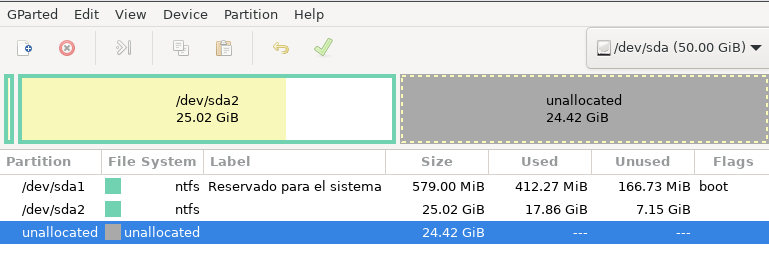 GParted Edit View Device Partition Help
/dev/sda (50.00 GiB)
/dev/sda2
25.02 GiB
unallocated
24.42 GiB
Partition File System Label Size Used Unused Flags
/dev/sda1 ntfs Reservado para el sistema 579.00 MiB 412.27 MiB 166.73 MiB boot
/dev/sda2 ntfs 25.02 GiB 17.86 GiB 7.15 GiB
unallocated unallocated 24.42 GiB --- ---